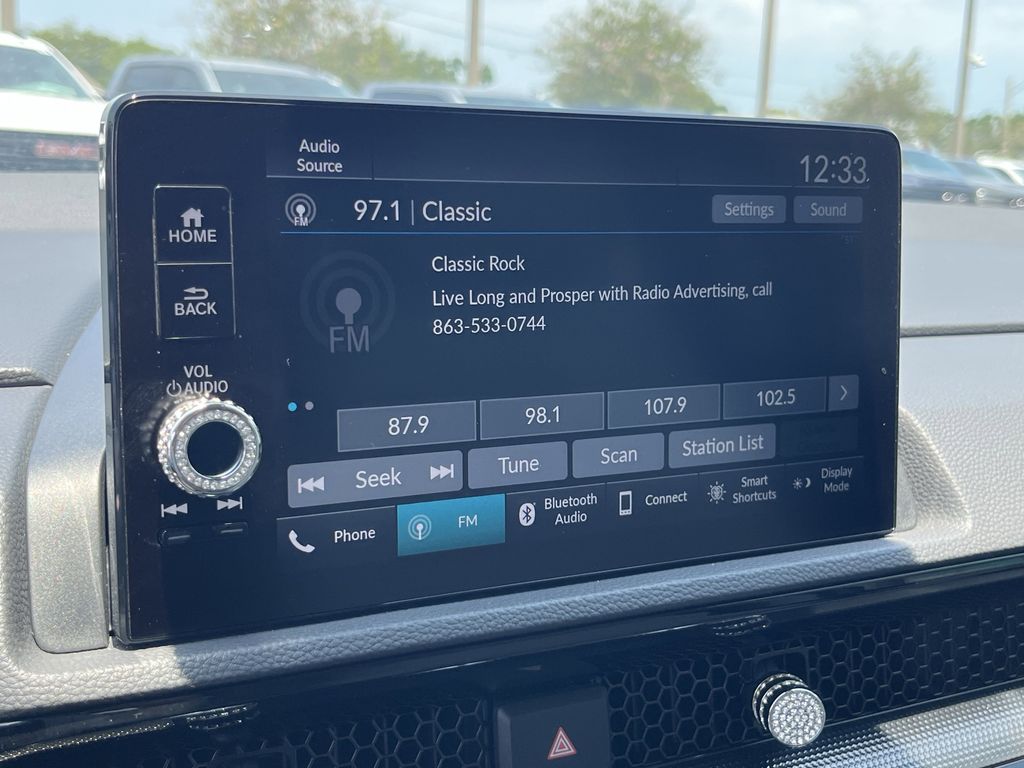 Audio
Source
12:33
FM
97.1 | Classic
Settings
Sound
HOME
BACK
VOL
AUDIO
FM
Classic Rock
Live Long and Prosper with Radio Advertising, call
863-533-0744
87.9
98.1
107.9
102.5
Seek
Tune
Scan
Station List
Phone
FM
Bluetooth
Audio
Connect
Smart
Shortcuts
Display
Mode